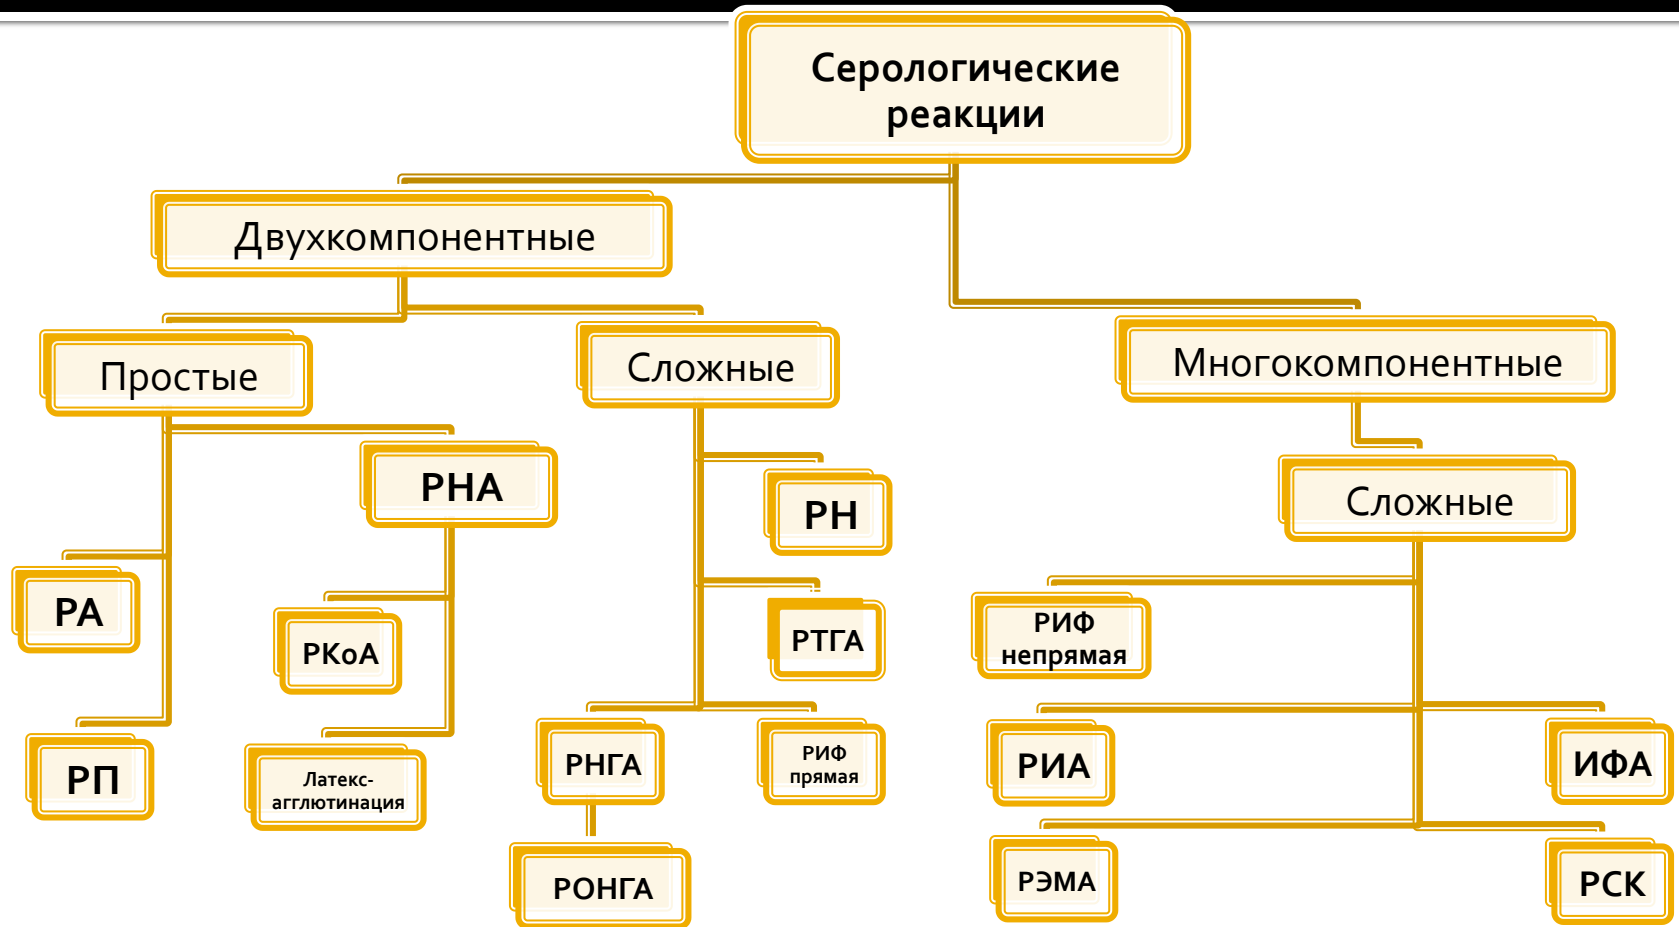 Серологические
реакции
Двухкомпонентные
Простые
Сложные
Многокомпонентные
РНА
РН
Сложные
РА
РКоА
РТГА
РИФ
непрямая
РП
Латекс-
агглютинация
РНГА
РИФ
прямая
РИА
ИФА
РОНГА
РЭМА
РСК